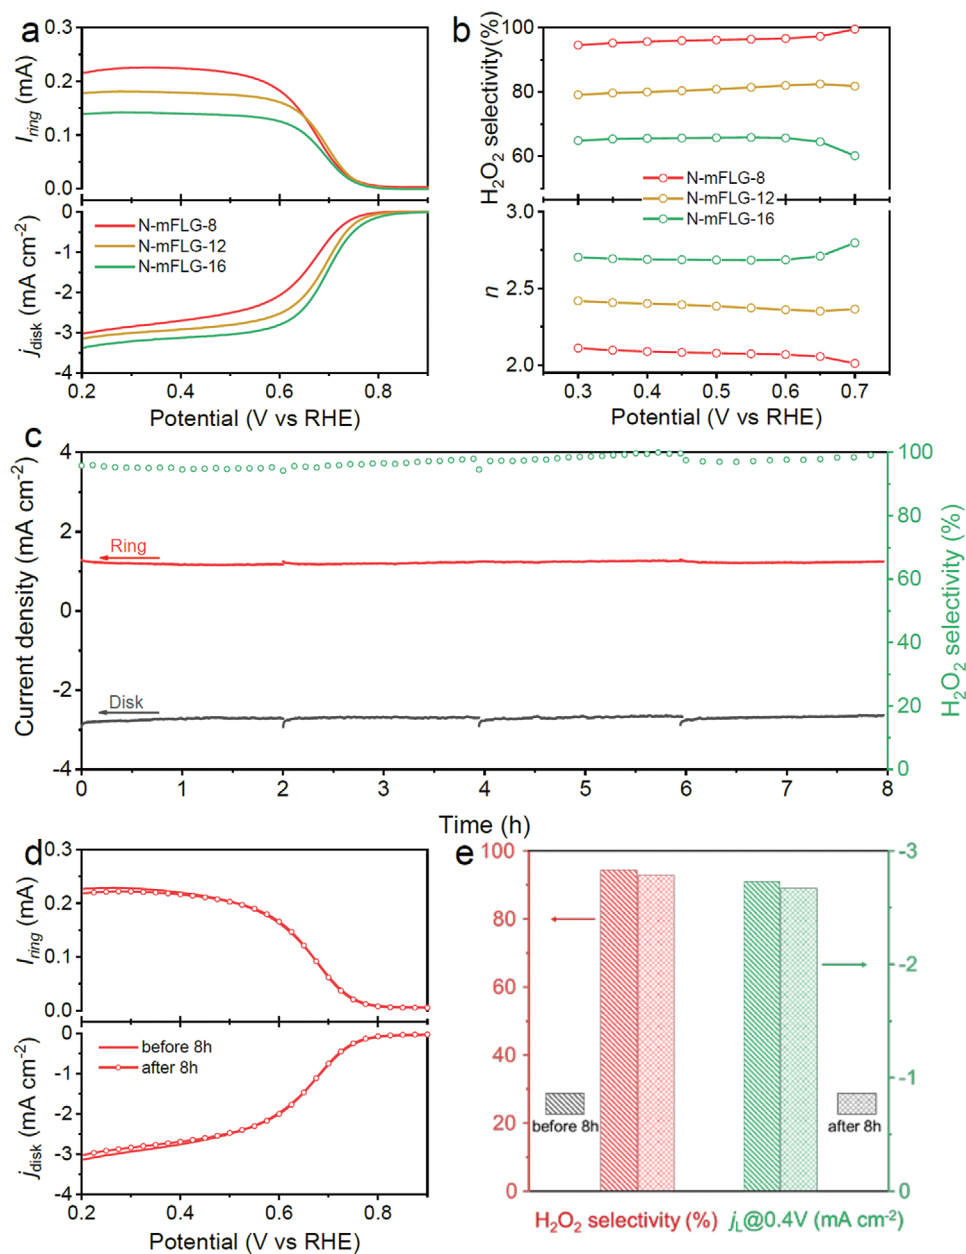 a
I_ring (mA)
0.3
0.2
0.1
0.0
j_disk (mA cm⁻²)
0
-1
-2
-3
-4
N-mFLG-8
N-mFLG-12
N-mFLG-16
0.2 0.4 0.6 0.8
Potential (V vs RHE)
b
H₂O₂ selectivity(%)
100
80
60
N-mFLG-8
N-mFLG-12
N-mFLG-16
n
3.0
2.5
2.0
0.3 0.4 0.5 0.6 0.7
Potential (V vs RHE)
c
Current density (mA cm⁻²)
4
2
0
-2
-4
Ring
Disk
100
80
60
40
20
0
H₂O₂ selectivity (%)
0 1 2 3 4 5 6 7 8
Time (h)
d
I_ring (mA)
0.3
0.2
0.1
0.0
j_disk (mA cm⁻²)
0
-1
-2
-3
-4
before 8h
after 8h
0.2 0.4 0.6 0.8
Potential (V vs RHE)
e
100
80
60
40
20
0
before 8h
after 8h
-3
-2
-1
0
H₂O₂ selectivity (%) j_L@0.4V (mA cm⁻²)